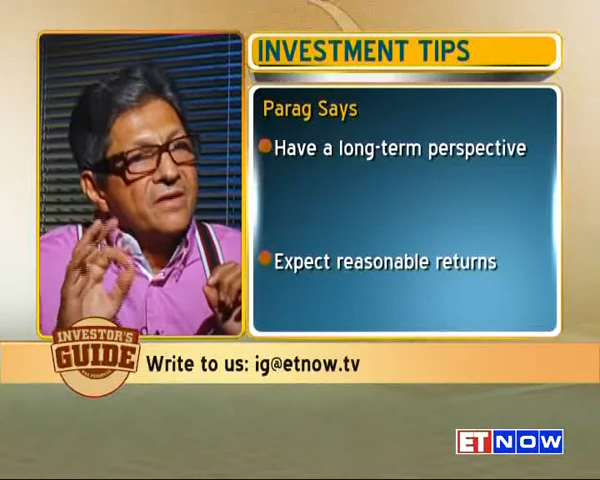 INVESTMENT TIPS
Parag Says
Have a long-term perspective
Expect reasonable returns
INVESTOR'S
GUIDE
Write to us: ig@etnow.tv
ET NOW